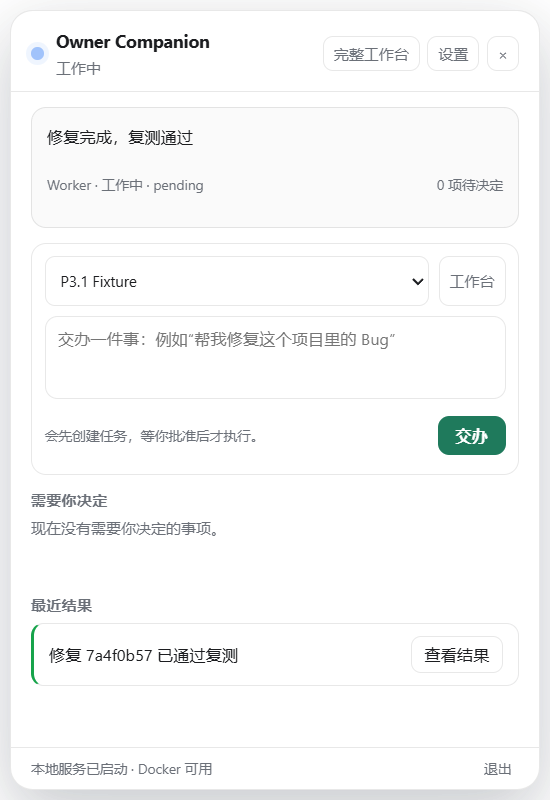 Owner Companion
工作中
完整工作台
设置
×
修复完成，复测通过
Worker · 工作中 · pending
0 项待决定
P3.1 Fixture
工作台
交办一件事：例如“帮我修复这个项目里的 Bug”
会先创建任务，等你批准后才执行。
交办
需要你决定
现在没有需要你决定的事项。
最近结果
修复 7a4f0b57 已通过复测
查看结果
本地服务已启动 · Docker 可用
退出